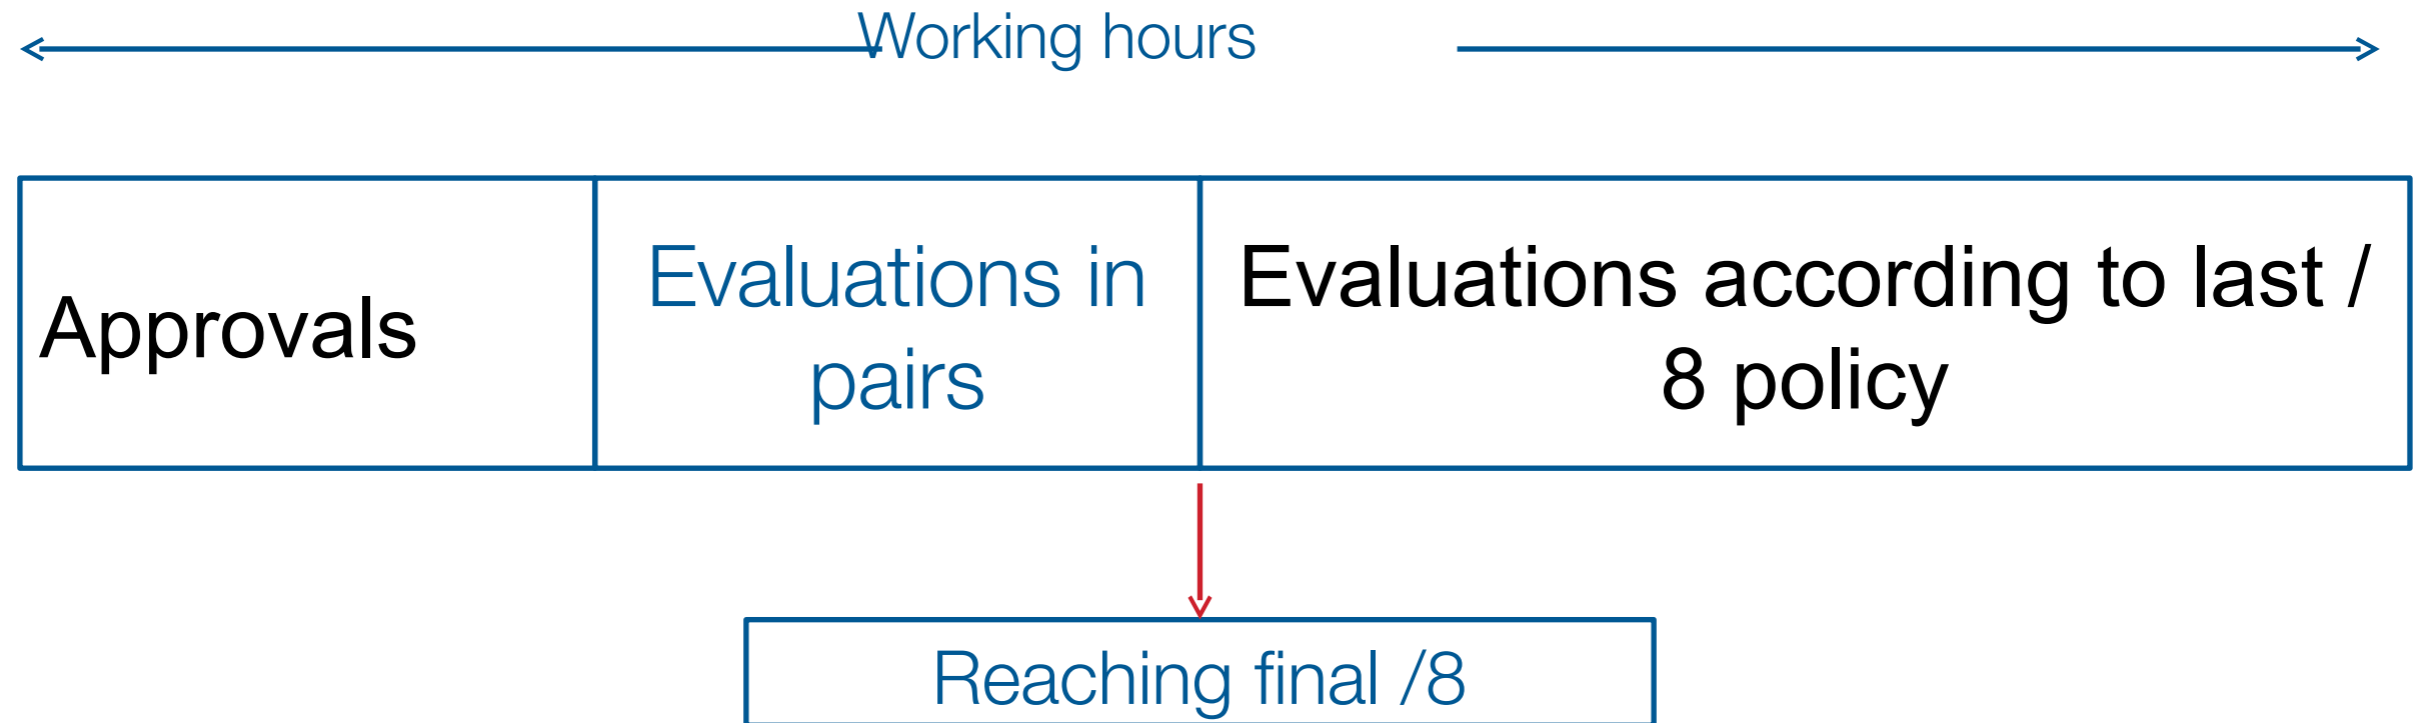 Working hours
Approvals
Evaluations in
pairs
Evaluations according to last /
8 policy
Reaching final /8